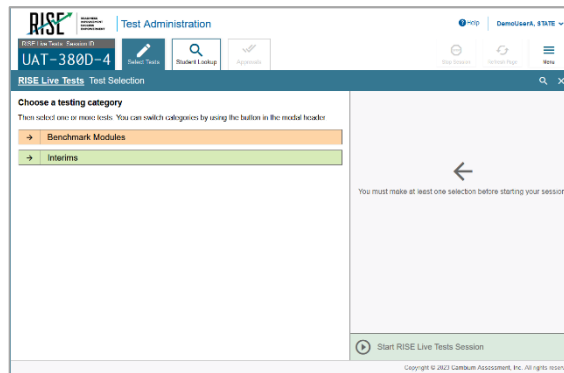 RISE
Test Administration
Help
DemoUserA, STATE
RISE Live Tests Session ID
UAT-380D-4
Select Tests
Student Lookup
Approvals
Stop Session
Refresh Page
Menu
RISE Live Tests Test Selection
Choose a testing category
Then select one or more tests. You can switch categories by using the button in the modal header
Benchmark Modules
Interims
You must make at least one selection before starting your session
Start RISE Live Tests Session
Copyright © 2023 Cambium Assessment, Inc. All rights reserv